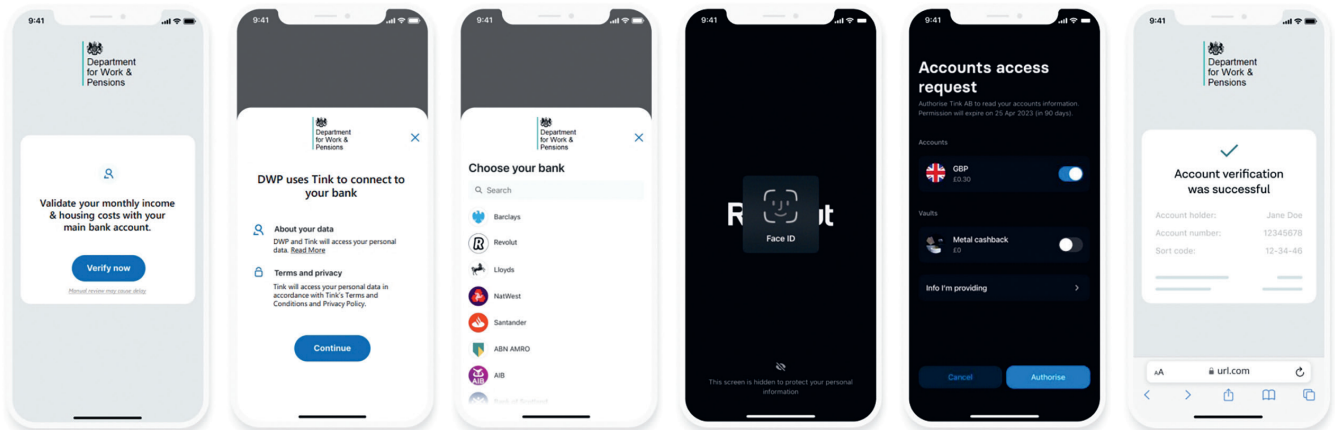 9:41
Department
for Work &
Pensions
Validate your monthly income
& housing costs with your
main bank account.
Verify now
Manual review may cause delay
9:41
Department
for Work &
Pensions
DWP uses Tink to connect to
your bank
About your data
DWP and Tink will access your personal
data. Read More
Terms and privacy
Tink will access your personal data in
accordance with Tink's Terms and
Conditions and Privacy Policy.
Continue
9:41
Department
for Work &
Pensions
Choose your bank
Search
Barclays
Revolut
Lloyds
NatWest
Santander
ABN AMRO
AIB
AIB
Bank of Scotland
9:41
Face ID
This screen is hidden to protect your personal
information
9:41
Accounts access
request
Authorise Tink AB to read your accounts information.
Permission will expire on 25 Apr 2023 (in 90 days).
Accounts
GBP
£0.30
Vaults
Metal cashback
£0
Info I'm providing
Cancel
Authorise
9:41
Department
for Work &
Pensions
Account verification
was successful
Account holder: Jane Doe
Account number: 12345678
Sort code: 12-34-46
AA url.com